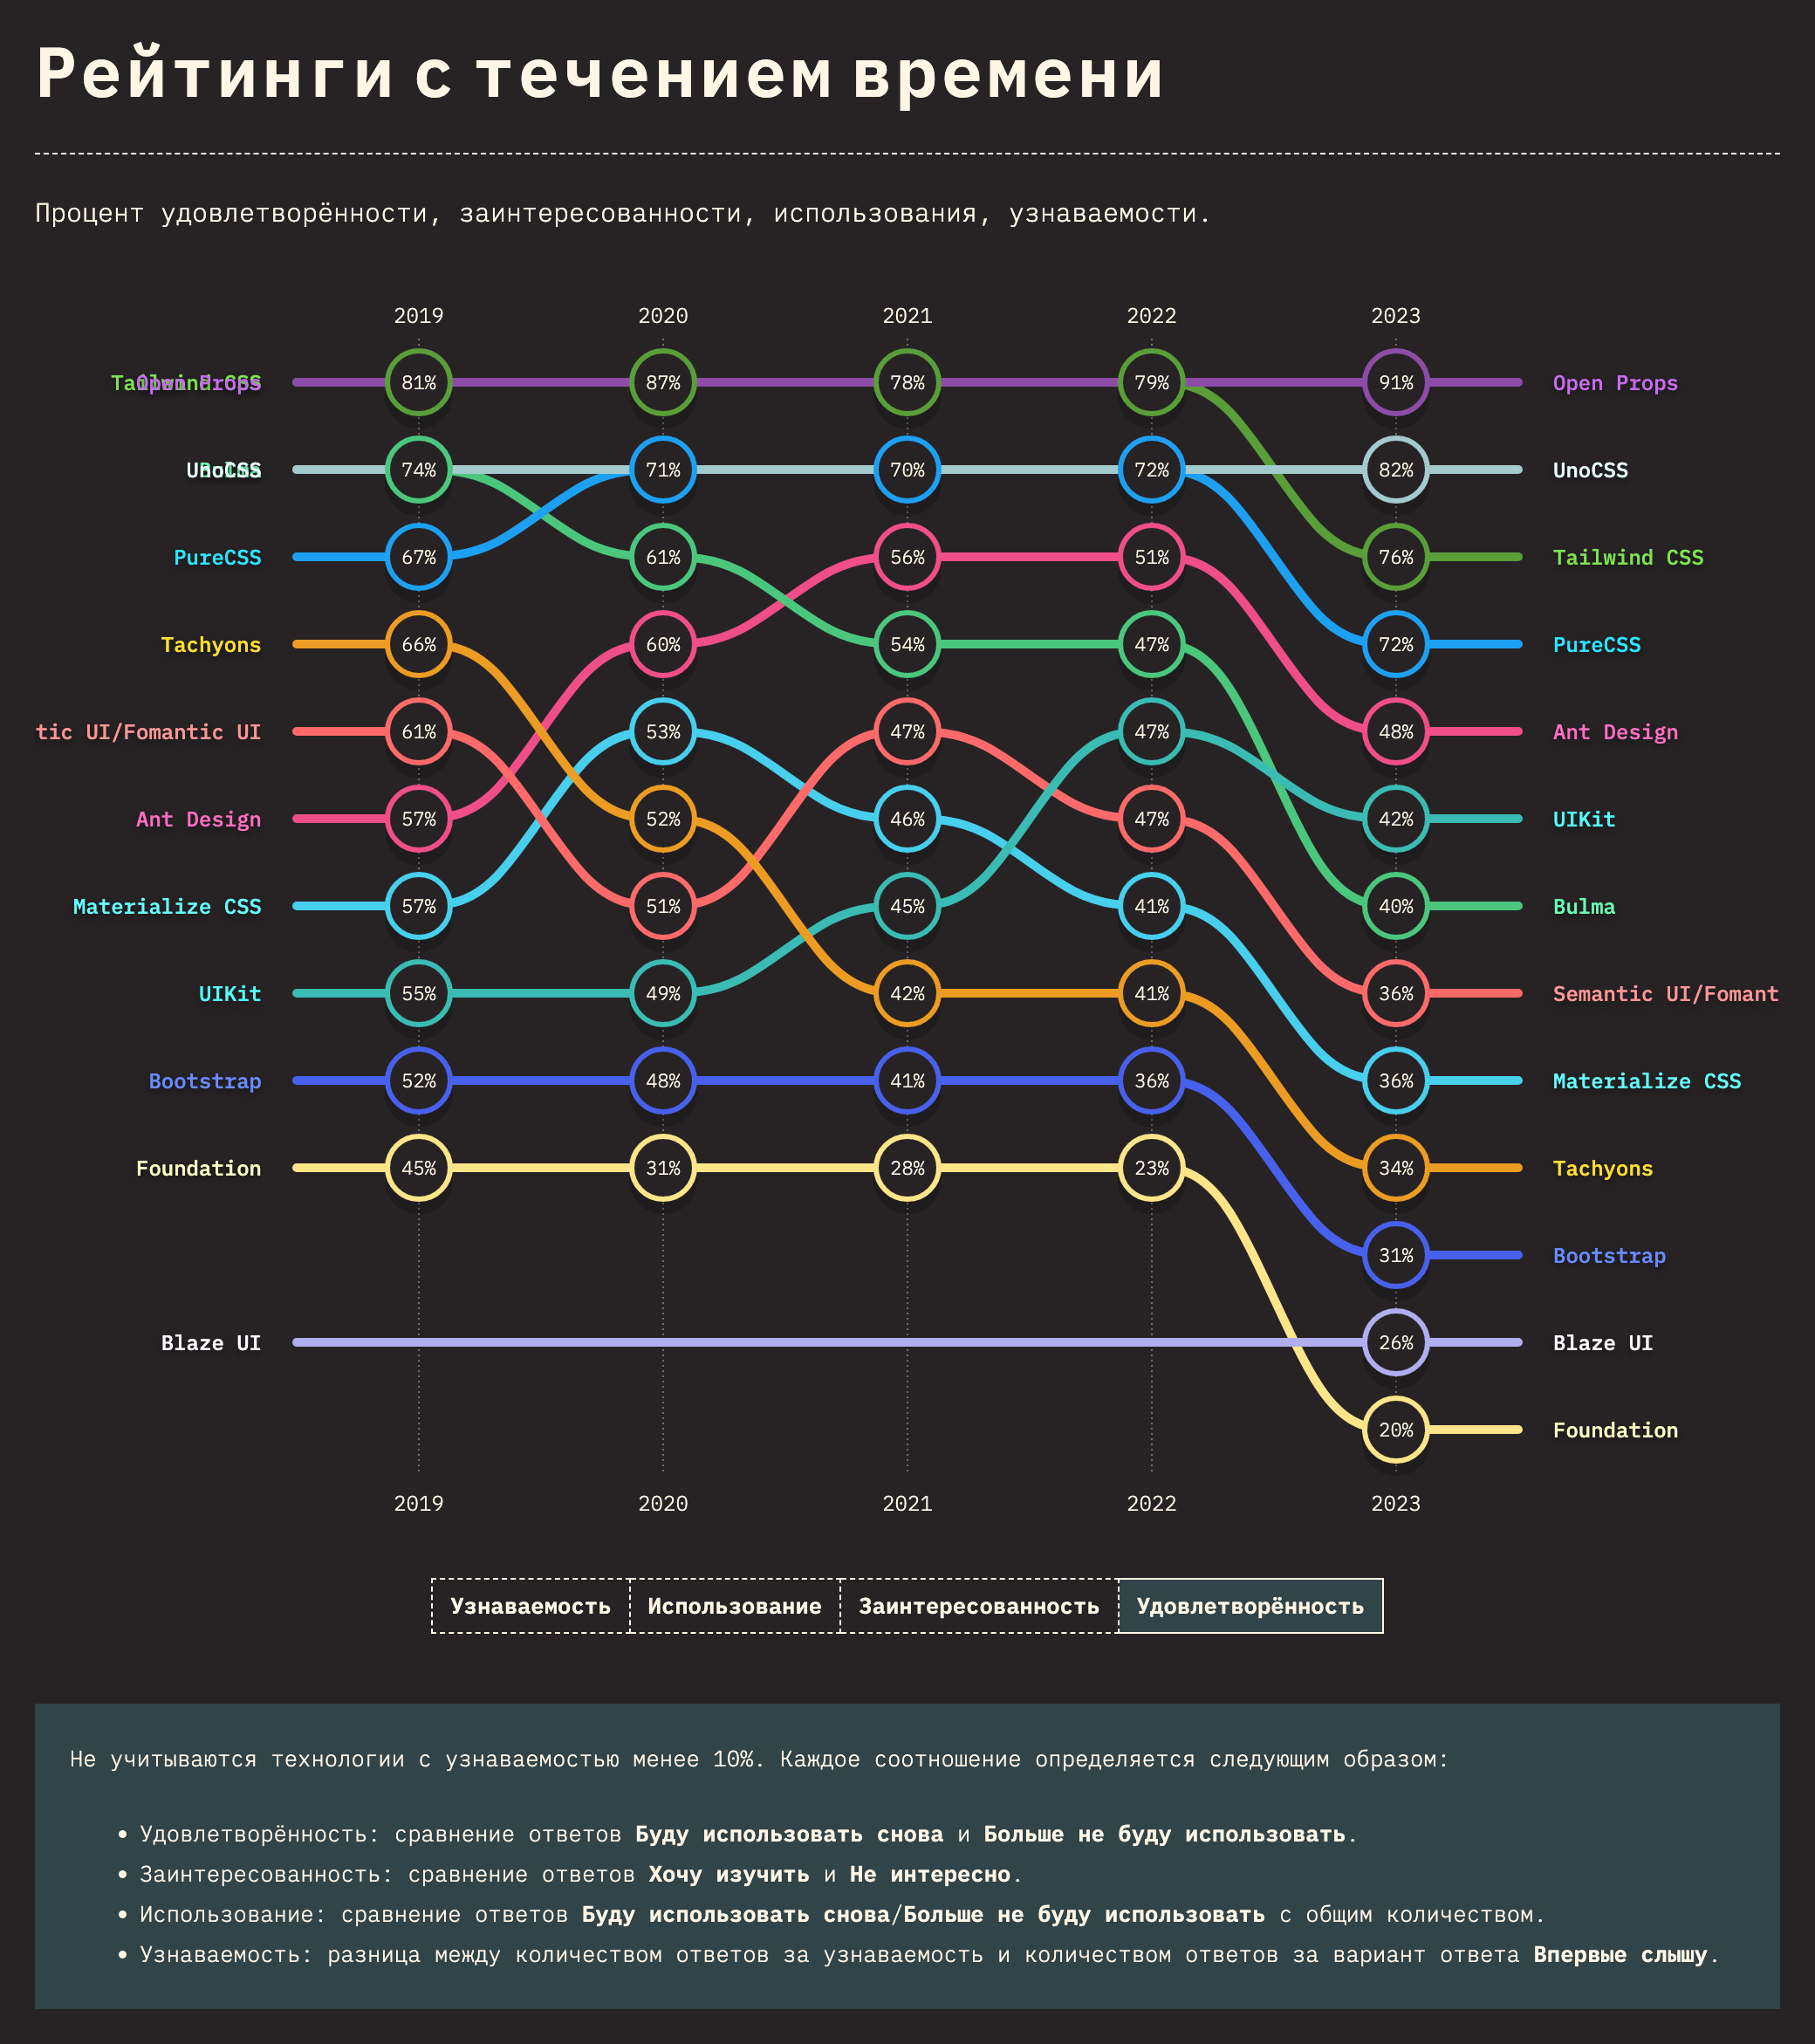 Рейтинги с течением времени
Процент удовлетворённости, заинтересованности, использования, узнаваемости.
2019 2020 2021 2022 2023
Tailwind CSS Open Props 81% 87% 78% 79% 91% Open Props
UnoCSS Bulma 74% 71% 70% 72% 82% UnoCSS
PureCSS 67% 61% 56% 51% 76% Tailwind CSS
Tachyons 66% 60% 54% 47% 72% PureCSS
tic UI/Fomantic UI 61% 53% 47% 47% 48% Ant Design
Ant Design 57% 52% 46% 47% 42% UIKit
Materialize CSS 57% 51% 45% 41% 40% Bulma
UIKit 55% 49% 42% 41% 36% Semantic UI/Fomant
Bootstrap 52% 48% 41% 36% 36% Materialize CSS
Foundation 45% 31% 28% 23% 34% Tachyons
31% Bootstrap
Blaze UI 26% Blaze UI
20% Foundation
2019 2020 2021 2022 2023
Узнаваемость Использование Заинтересованность Удовлетворённость
Не учитываются технологии с узнаваемостью менее 10%. Каждое соотношение определяется следующим образом:
• Удовлетворённость: сравнение ответов Буду использовать снова и Больше не буду использовать.
• Заинтересованность: сравнение ответов Хочу изучить и Не интересно.
• Использование: сравнение ответов Буду использовать снова/Больше не буду использовать с общим количеством.
• Узнаваемость: разница между количеством ответов за узнаваемость и количеством ответов за вариант ответа Впервые слышу.